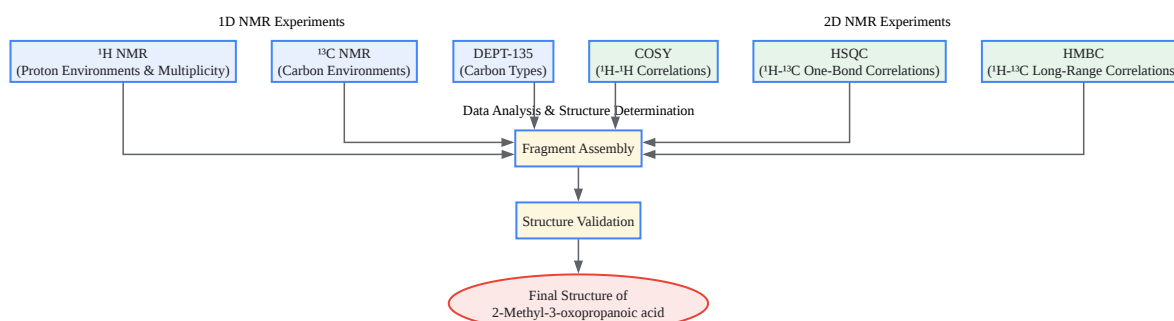 1D NMR Experiments
2D NMR Experiments
¹H NMR
(Proton Environments & Multiplicity)
¹³C NMR
(Carbon Environments)
DEPT-135
(Carbon Types)
COSY
(¹H-¹H Correlations)
HSQC
(¹H-¹³C One-Bond Correlations)
HMBC
(¹H-¹³C Long-Range Correlations
Data Analysis & Structure Determination
Fragment Assembly
Structure Validation
Final Structure of
2-Methyl-3-oxopropanoic acid